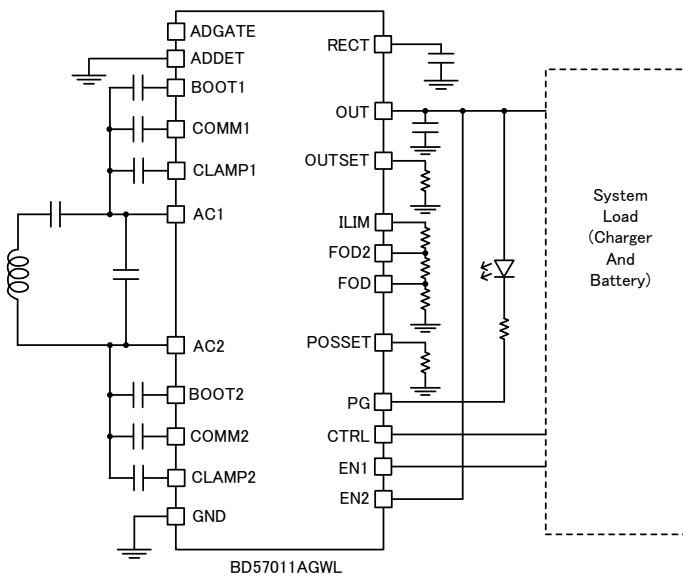 ADGATE
ADDET
BOOT1
COMM1
CLAMP1
AC1
AC2
BOOT2
COMM2
CLAMP2
GND
RECT
OUT
OUTSET
ILIM
FOD2
FOD
POSSET
PG
CTRL
EN1
EN2
System
Load
(Charger
And
Battery)
BD57011AGWL